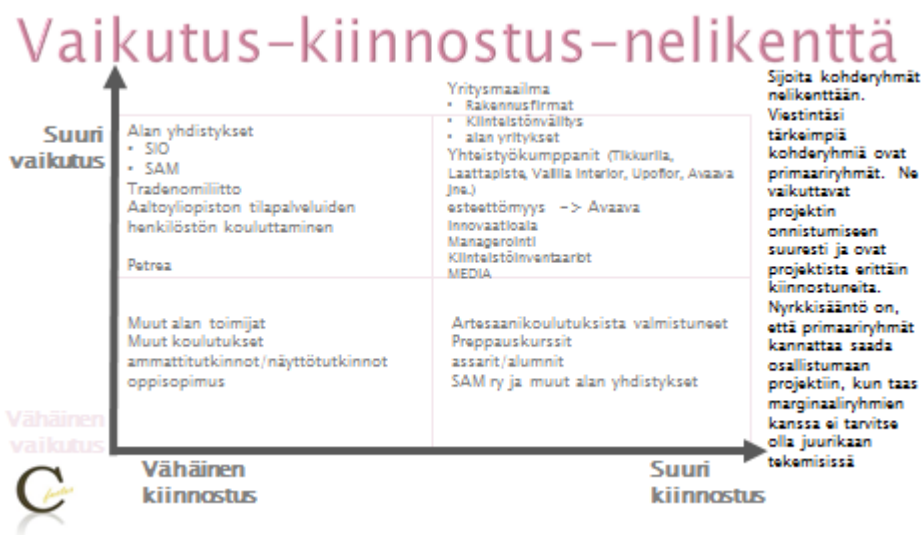 Vaikutus-kiinnostus-nelikenttä
Suuri
vaikutus
Alan yhdistykset
• SIO
• SAM
Tradenomiliitto
Aaltoyliopiston tilapalveluiden
henkilöstön kouluttaminen
Petrea
Yritysmaailma
• Rakennusfirmat
• Kiinteistönvälitys
• alan yritykset
Yhteistyökumppanit (Tikkurila,
Laattapiste, Vallila Interior, Upoflor, Avaava
jne.)
esteettömyys -> Avaava
Innovaatioala
Managerointi
Kiinteistöinventaariot
MEDIA
Muut alan toimijat
Muut koulutukset
ammattitutkinnot/näyttötutkinnot
oppisopimus
Artesaanikoulutuksista valmistuneet
Preppauskurssit
assarit/alumnit
SAM ry ja muut alan yhdistykset
Vähäinen
vaikutus
Vähäinen
kiinnostus
Suuri
kiinnostus
Sijoita kohderyhmät
nelikenttään.
Viestintäsi
tärkeimpiä
kohderyhmiä ovat
primaariryhmät. Ne
vaikuttavat
projektin
onnistumiseen
suuresti ja ovat
projektista erittäin
kiinnostuneita.
Nyrkkisääntö on,
että primaariryhmät
kannattaa saada
osallistumaan
projektiin, kun taas
marginaaliryhmien
kanssa ei tarvitse
olla juurikaan
tekemisissä
C